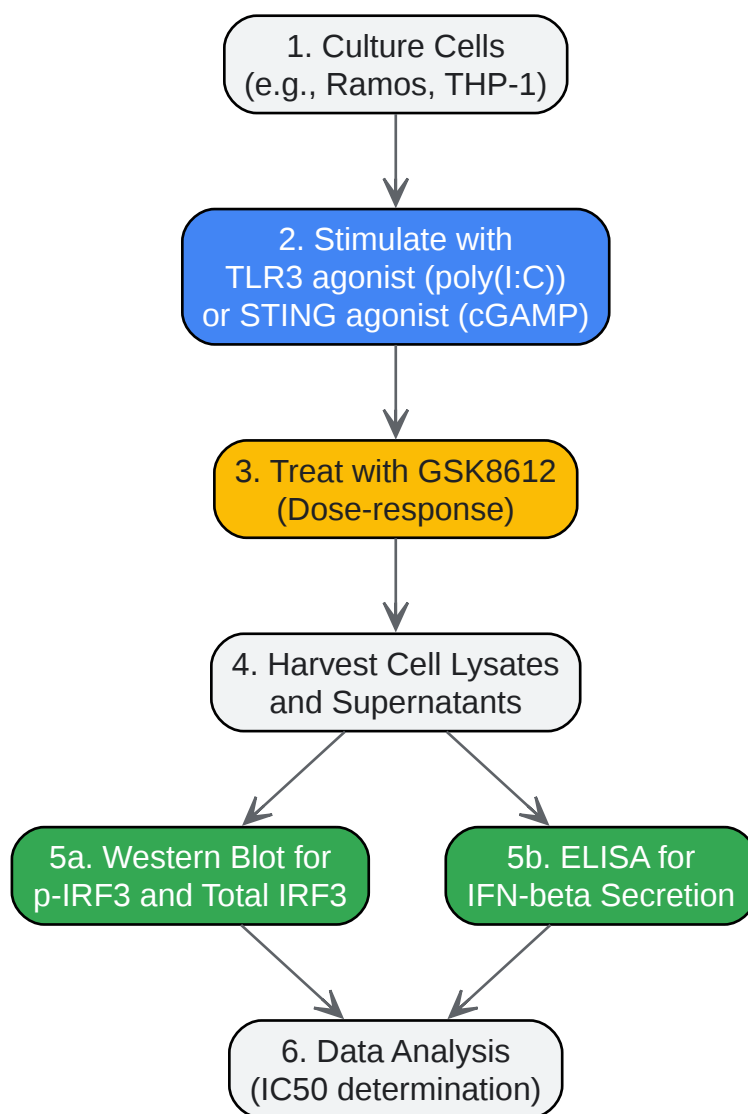 1. Culture Cells
(e.g., Ramos, THP-1)
2. Stimulate with
TLR3 agonist (poly(I:C))
or STING agonist (cGAMP)
3. Treat with GSK8612
(Dose-response)
4. Harvest Cell Lysates
and Supernatants
5a. Western Blot for
p-IRF3 and Total IRF3
5b. ELISA for
IFN-beta Secretion
6. Data Analysis
(IC50 determination)